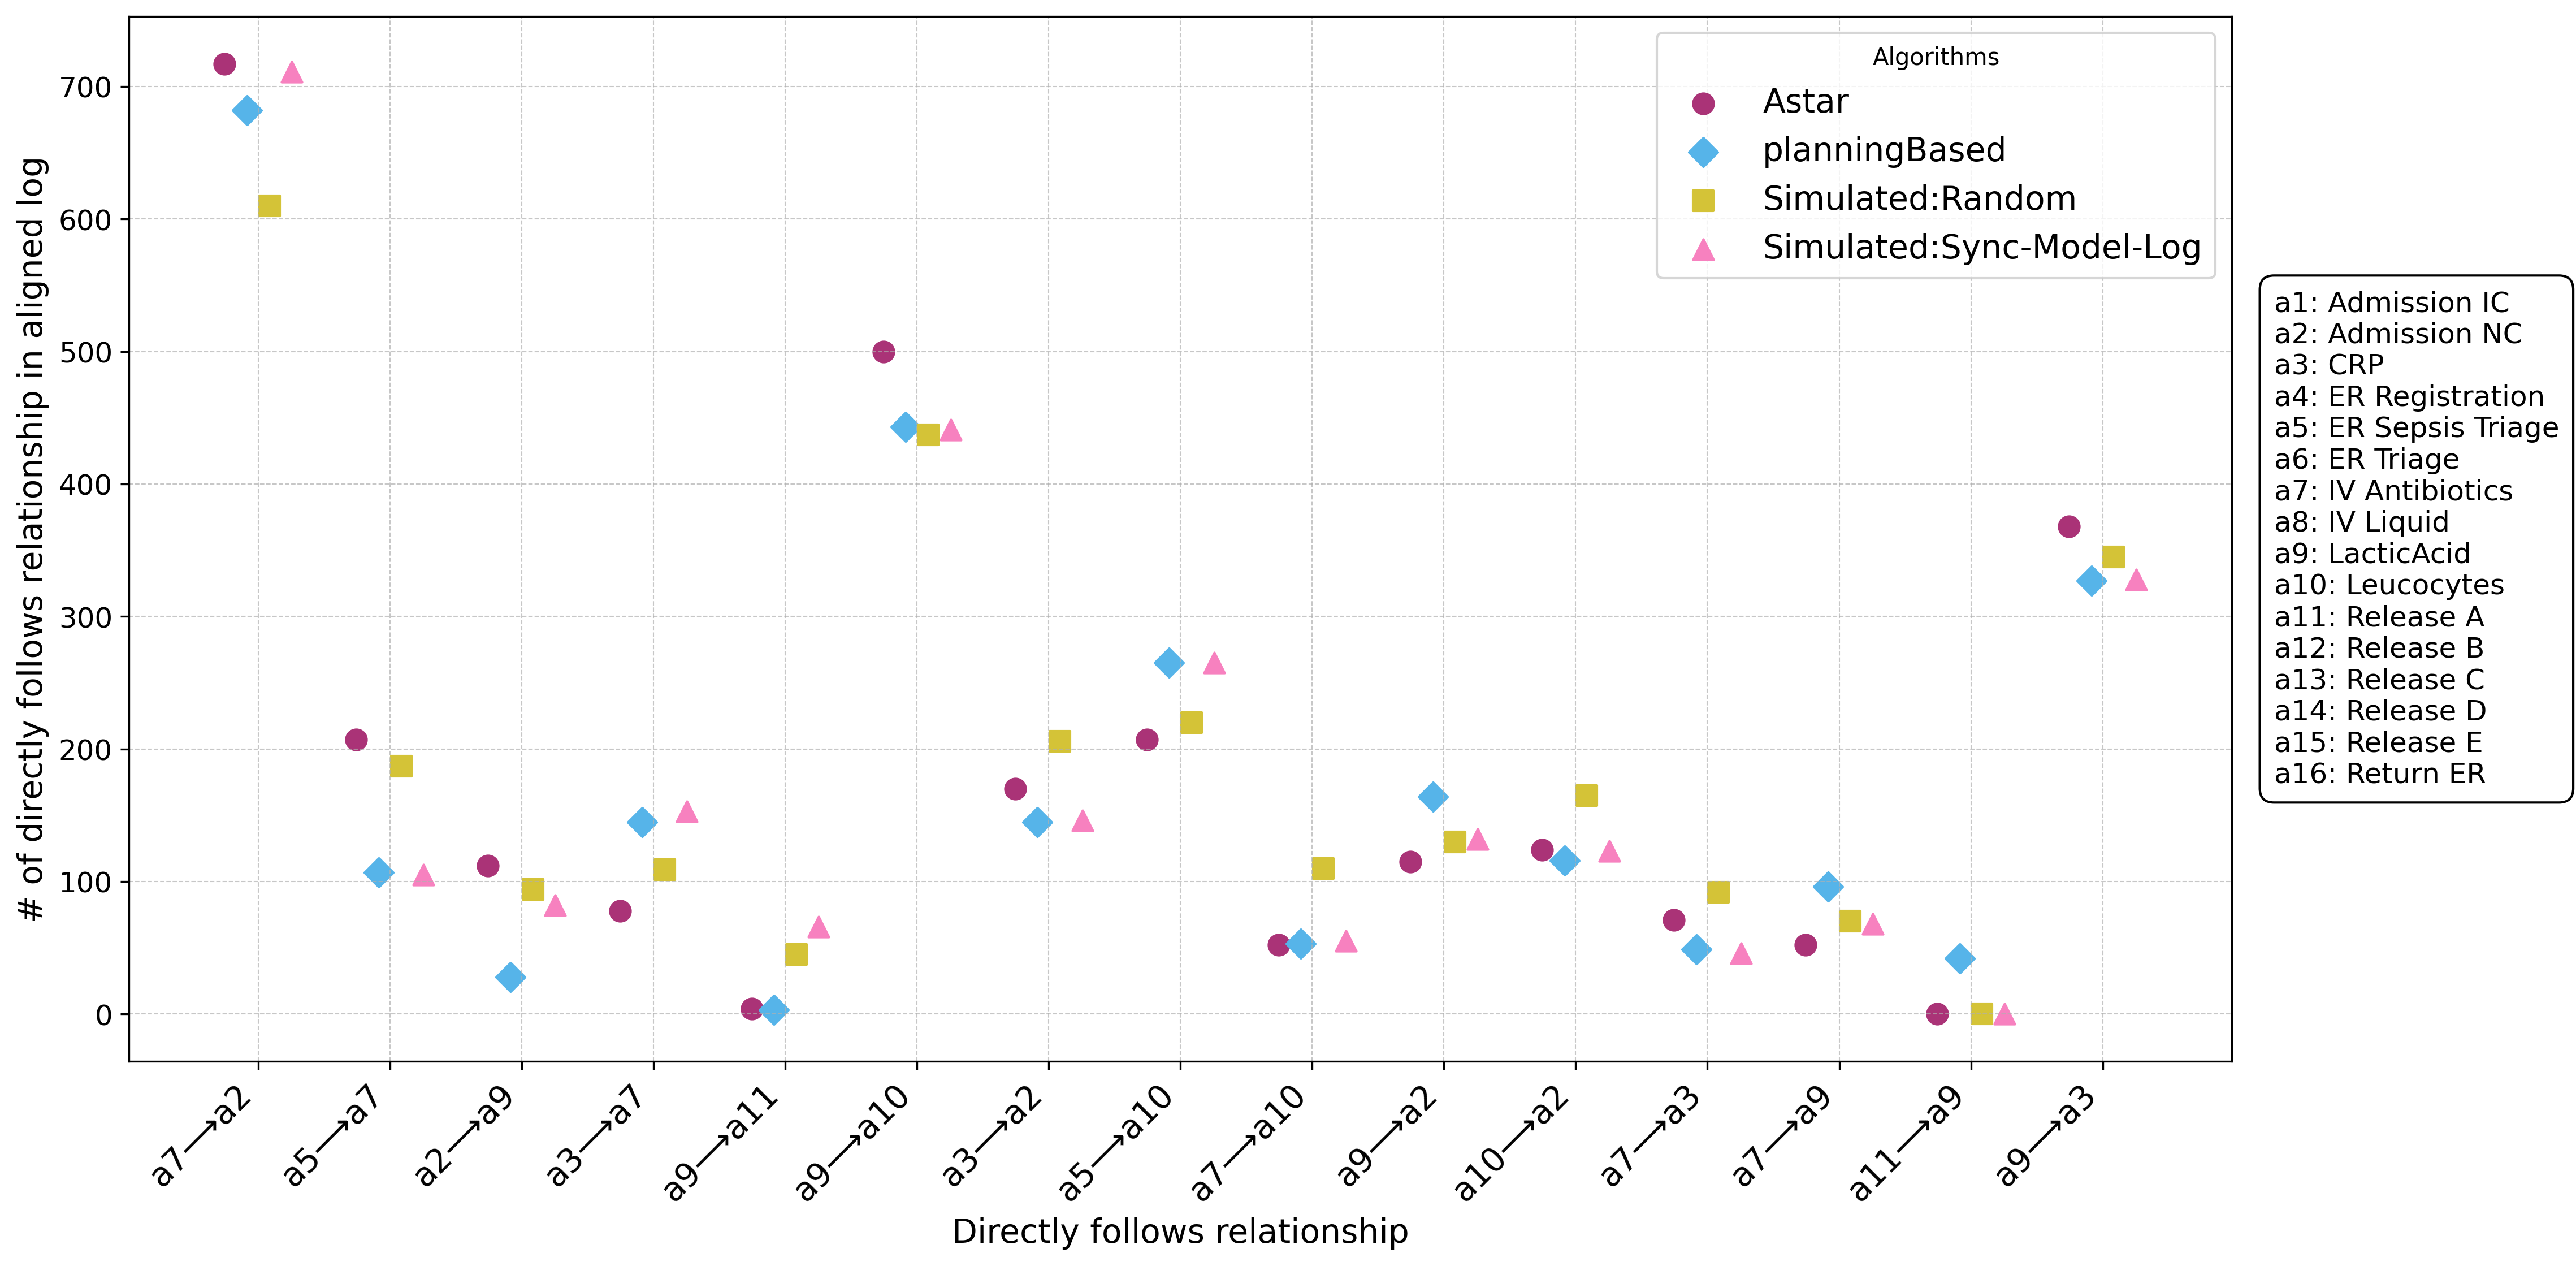 # of directly follows relationship in aligned log
700
600
500
400
300
200
100
0
Algorithms
Astar
planningBased
Simulated:Random
Simulated:Sync-Model-Log
a1: Admission IC
a2: Admission NC
a3: CRP
a4: ER Registration
a5: ER Sepsis Triage
a6: ER Triage
a7: IV Antibiotics
a8: IV Liquid
a9: LacticAcid
a10: Leucocytes
a11: Release A
a12: Release B
a13: Release C
a14: Release D
a15: Release E
a16: Return ER
a7→a2
a5→a7
a2→a9
a3→a7
a9→a11
a9→a10
a3→a2
a5→a10
a7→a10
a9→a2
a10→a2
a7→a3
a7→a9
a11→a9
a9→a3
Directly follows relationship